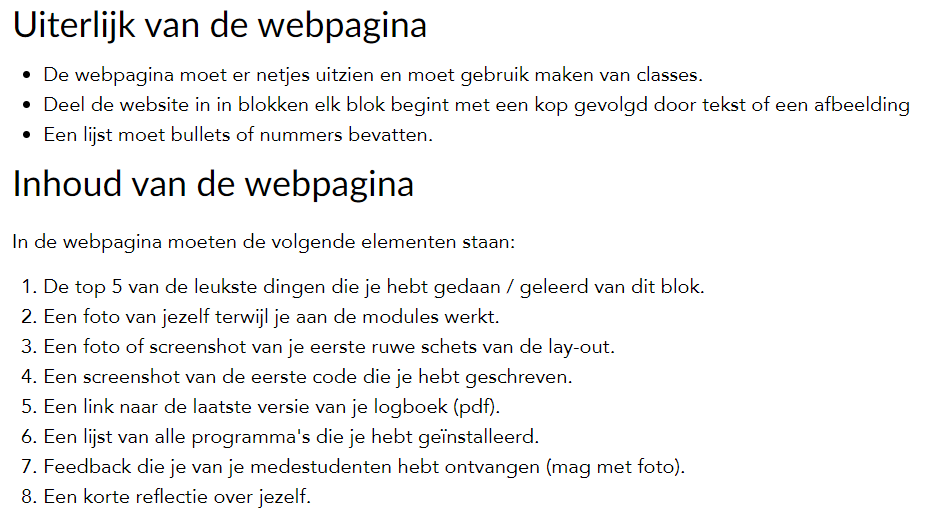 Uiterlijk van de webpagina
• De webpagina moet er netjes uitzien en moet gebruik maken van classes.
• Deel de website in in blokken elk blok begint met een kop gevolgd door tekst of een afbeelding
• Een lijst moet bullets of nummers bevatten.
Inhoud van de webpagina
In de webpagina moeten de volgende elementen staan:
1. De top 5 van de leukste dingen die je hebt gedaan / geleerd van dit blok.
2. Een foto van jezelf terwijl je aan de modules werkt.
3. Een foto of screenshot van je eerste ruwe schets van de lay-out.
4. Een screenshot van de eerste code die je hebt geschreven.
5. Een link naar de laatste versie van je logboek (pdf).
6. Een lijst van alle programma's die je hebt geïnstalleerd.
7. Feedback die je van je medestudenten hebt ontvangen (mag met foto).
8. Een korte reflectie over jezelf.